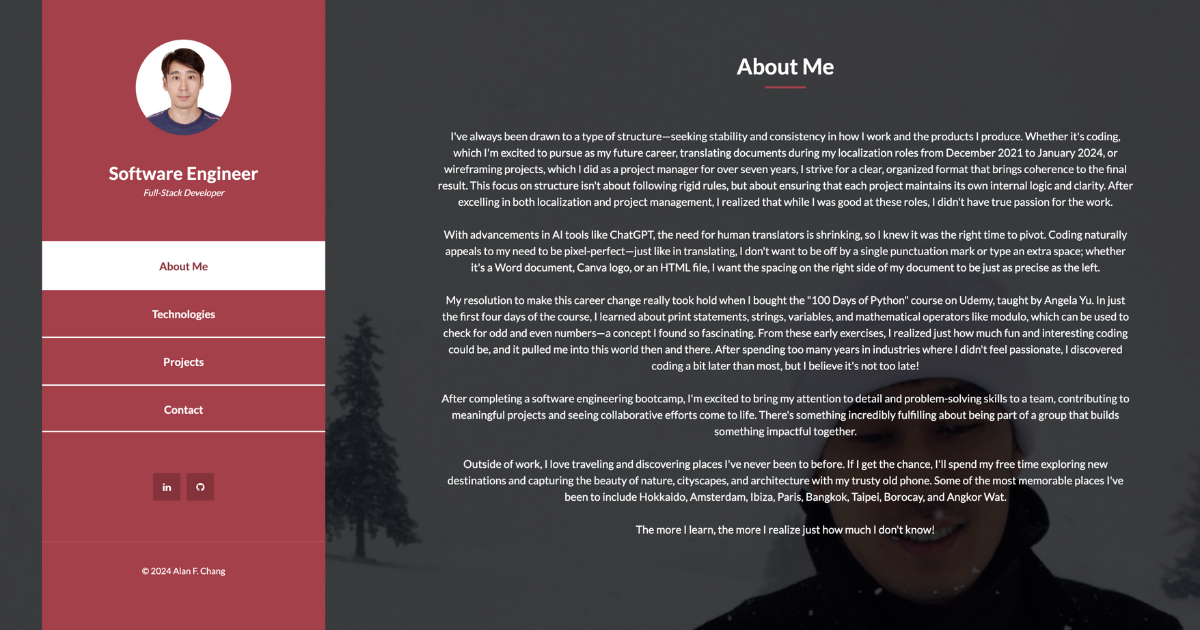 Software Engineer
Full-Stack Developer
About Me
Technologies
Projects
Contact
in
© 2024 Alan F. Chang
About Me
I've always been drawn to a type of structure—seeking stability and consistency in how I work and the products I produce. Whether it's coding,
which I'm excited to pursue as my future career, translating documents during my localization roles from December 2021 to January 2024, or
wireframing projects, which I did as a project manager for over seven years, I strive for a clear, organized format that brings coherence to the final
result. This focus on structure isn't about following rigid rules, but about ensuring that each project maintains its own internal logic and clarity. After
excelling in both localization and project management, I realized that while I was good at these roles, I didn't have true passion for the work.
With advancements in AI tools like ChatGPT, the need for human translators is shrinking, so I knew it was the right time to pivot. Coding naturally
appeals to my need to be pixel-perfect—just like in translating, I don't want to be off by a single punctuation mark or type an extra space; whether
it's a Word document, Canva logo, or an HTML file, I want the spacing on the right side of my document to be just as precise as the left.
My resolution to make this career change really took hold when I bought the "100 Days of Python" course on Udemy, taught by Angela Yu. In just
the first four days of the course, I learned about print statements, strings, variables, and mathematical operators like modulo, which can be used to
check for odd and even numbers—a concept I found so fascinating. From these early exercises, I realized just how much fun and interesting coding
could be, and it pulled me into this world then and there. After spending too many years in industries where I didn't feel passionate, I discovered
coding a bit later than most, but I believe it's not too late!
After completing a software engineering bootcamp, I'm excited to bring my attention to detail and problem-solving skills to a team, contributing to
meaningful projects and seeing collaborative efforts come to life. There's something incredibly fulfilling about being part of a group that builds
something impactful together.
Outside of work, I love traveling and discovering places I've never been to before. If I get the chance, I'll spend my free time exploring new
destinations and capturing the beauty of nature, cityscapes, and architecture with my trusty old phone. Some of the most memorable places I've
been to include Hokkaido, Amsterdam, Ibiza, Paris, Bangkok, Taipei, Borocay, and Angkor Wat.
The more I learn, the more I realize just how much I don't know!